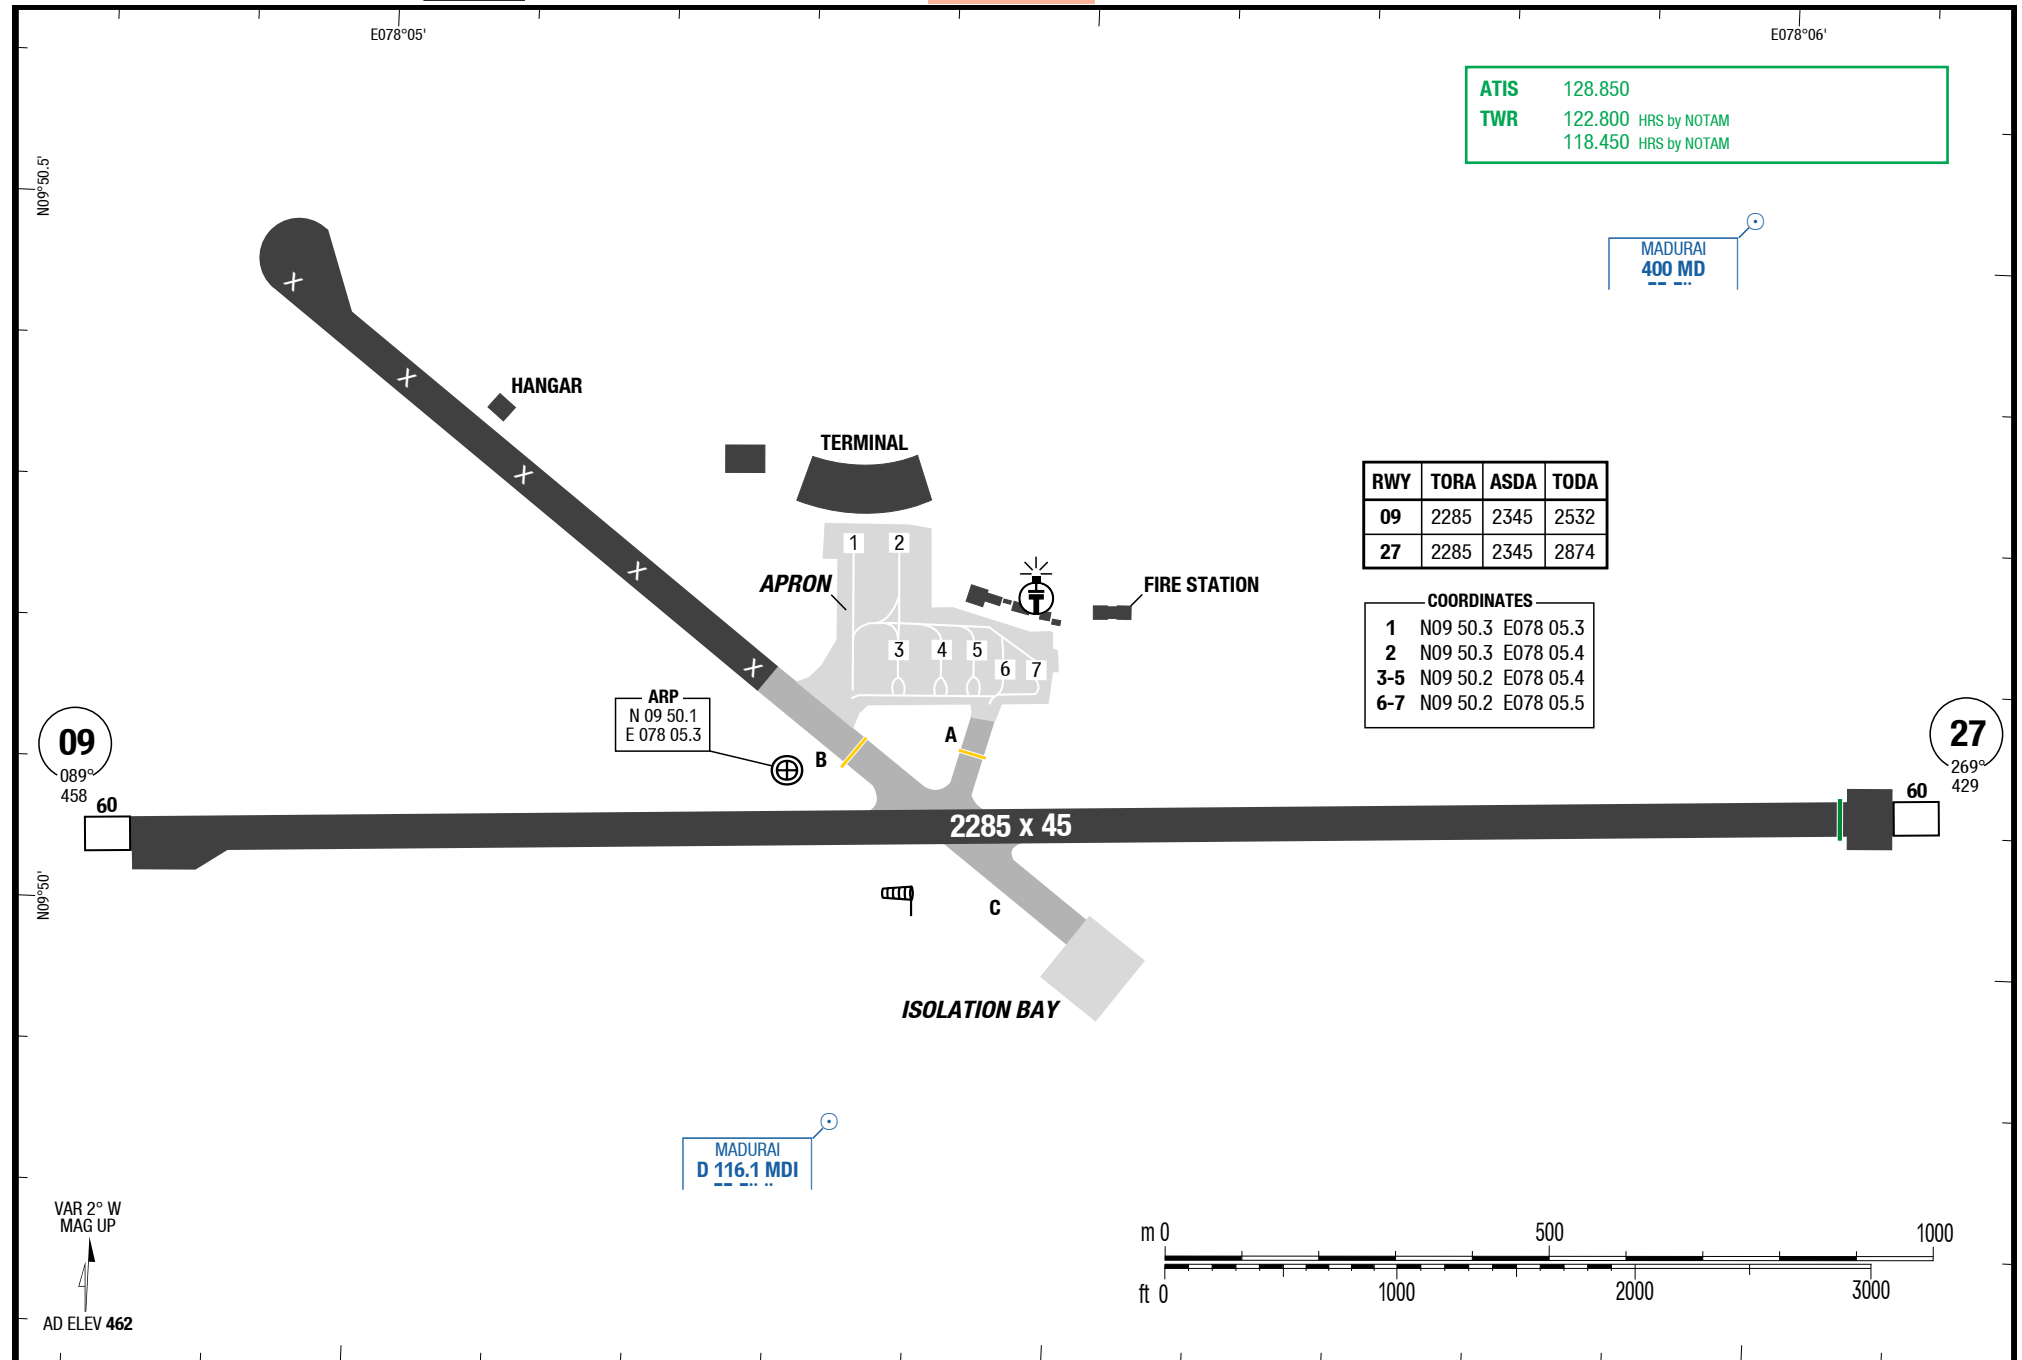 E078°05'
E078°06'
ATIS 128.850
TWR 122.800 HRS by NOTAM
118.450 HRS by NOTAM
N09°50.5'
MADURAI
400 MD
X
X
HANGAR
X
TERMINAL
RWY TORA ASDA TODA
09 2285 2345 2532
27 2285 2345 2874
1 2
X
APRON
FIRE STATION
COORDINATES
1 N09 50.3 E078 05.3
2 N09 50.3 E078 05.4
3-5 N09 50.2 E078 05.4
6-7 N09 50.2 E078 05.5
3 4 5
6 7
X
ARP
N 09 50.1
E 078 05.3
A
B
09
089°
458
60
27
269°
429
60
2285 x 45
N09°50'
C
ISOLATION BAY
MADURAI
D 116.1 MDI
VAR 2° W
MAG UP
AD ELEV 462
m 0 500 1000
ft 0 1000 2000 3000